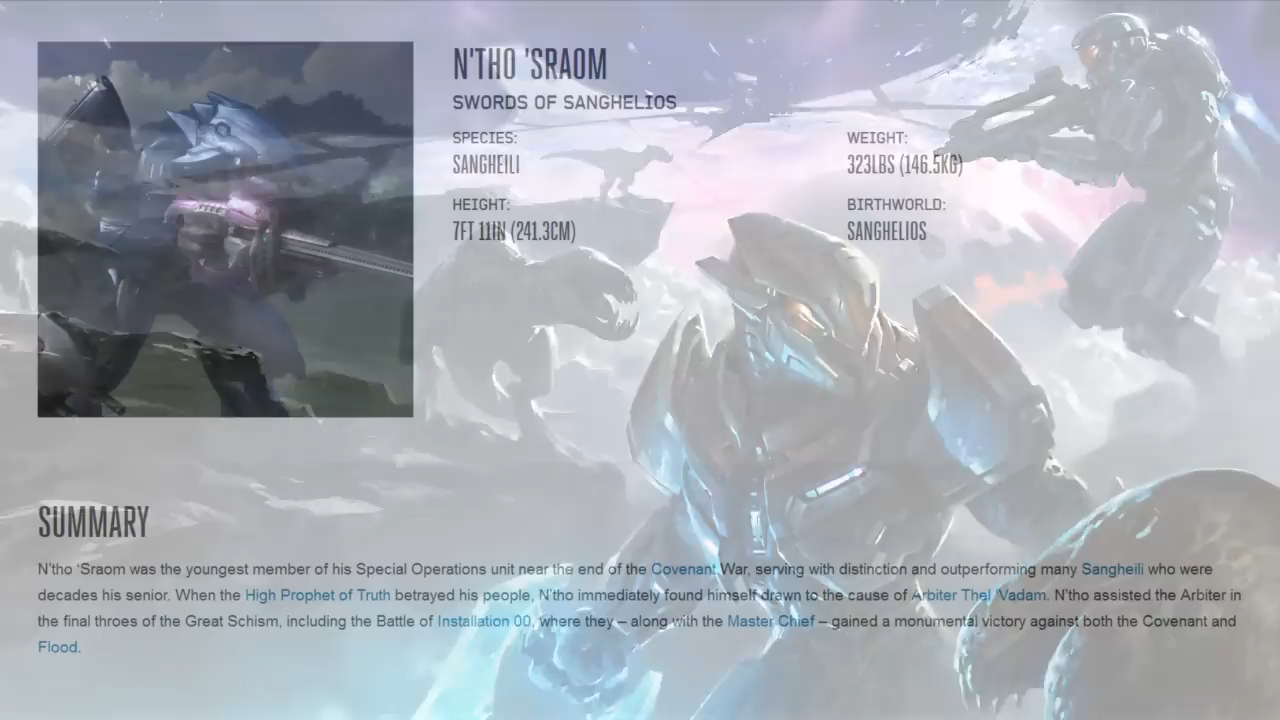 N'THO 'SRAOM
SWORDS OF SANGHELIOS
SPECIES:
SANGHEILI
WEIGHT:
323LBS (146.5KG)
HEIGHT:
7FT 11IN (241.3CM)
BIRTHWORLD:
SANGHELIOS
SUMMARY
N'tho ‘Sraom was the youngest member of his Special Operations unit near the end of the Covenant War, serving with distinction and outperforming many Sangheili who were
decades his senior. When the High Prophet of Truth betrayed his people, N'tho immediately found himself drawn to the cause of Arbiter Thel 'Vadam. N'tho assisted the Arbiter in
the final throes of the Great Schism, including the Battle of Installation 00, where they – along with the Master Chief – gained a monumental victory against both the Covenant and
Flood.